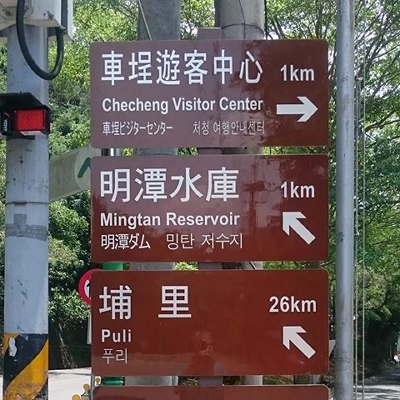 車埕遊客中心 1km
Checheng Visitor Center
車埕ビジターセンター 처청 여행안내센터
明潭水庫 1km
Mingtan Reservoir
明潭ダム 밍탄 저수지
埔里 26km
Puli
푸리